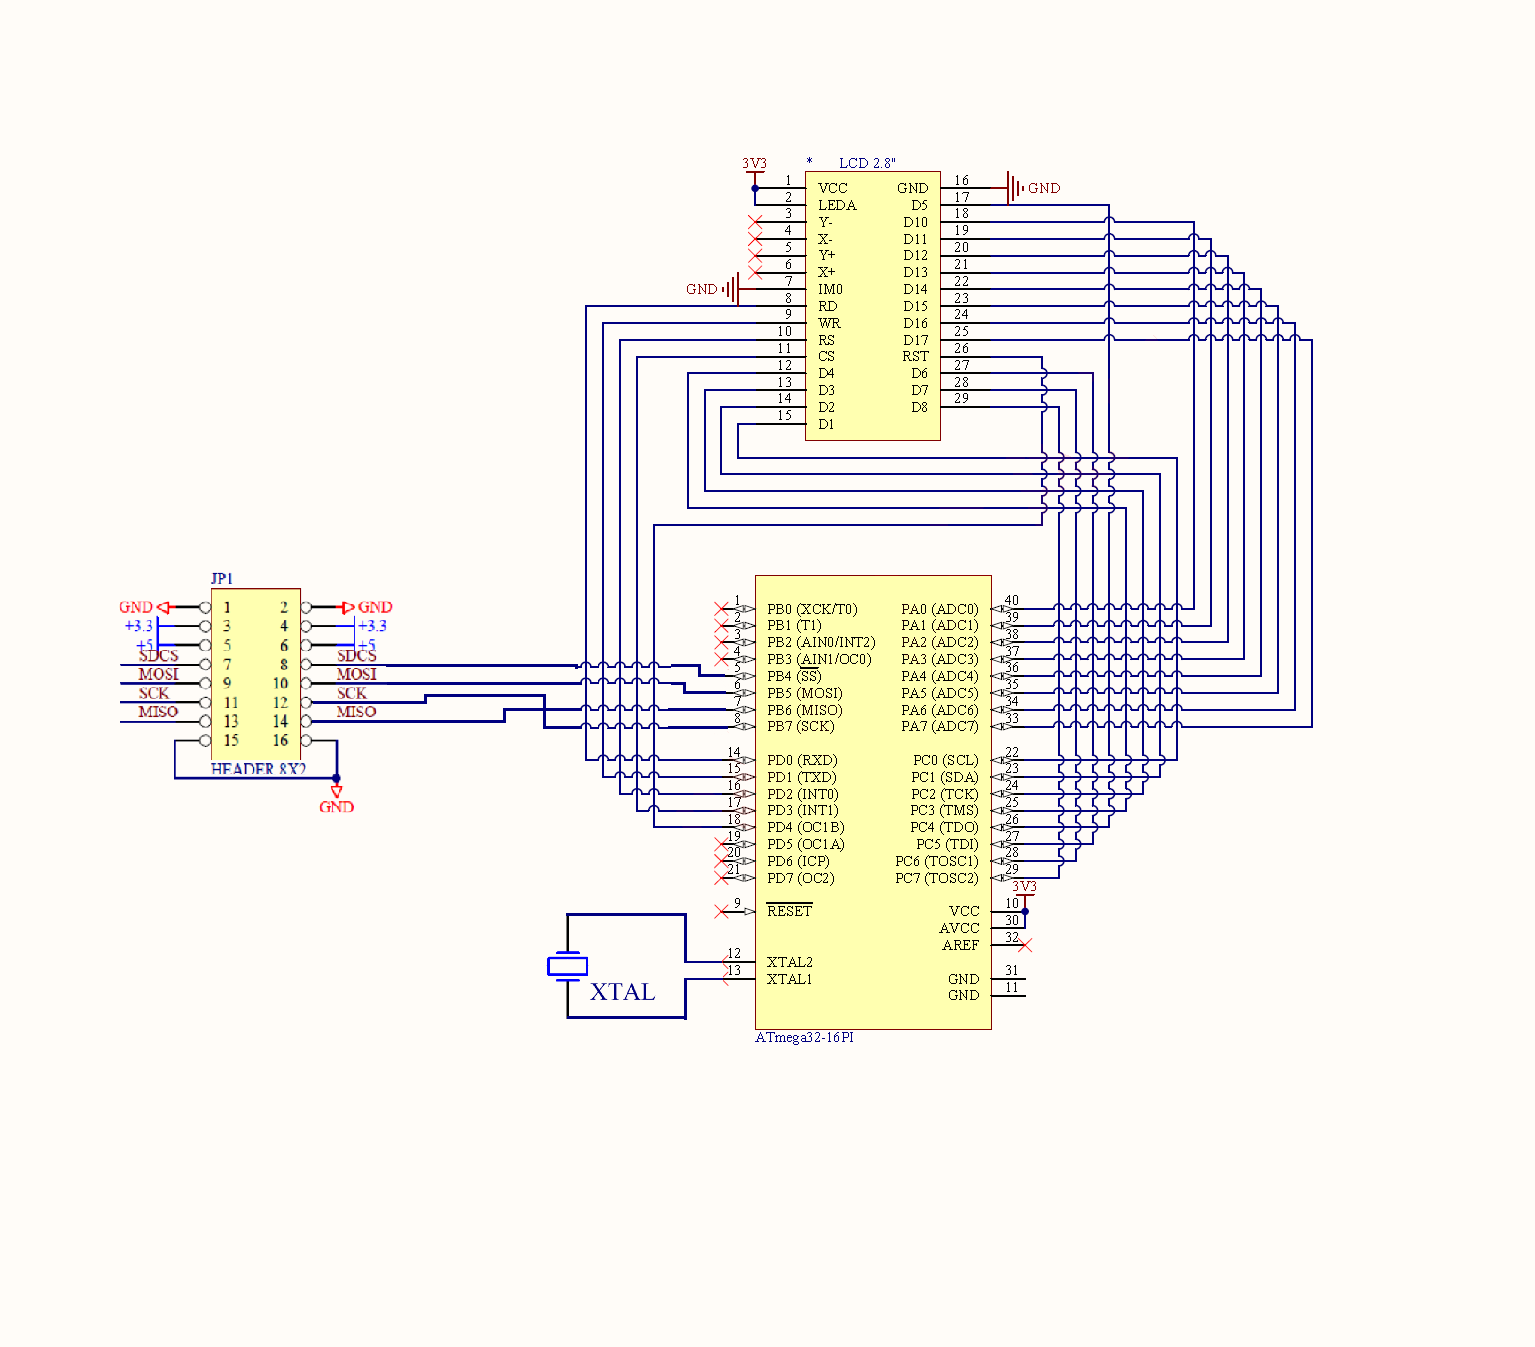 3V3
* LCD 2.8"
1 VCC GND 16 GND
2 LEDA D5 17
3 Y- D10 18
4 X- D11 19
5 Y+ D12 20
6 X+ D13 21
GND 7 IM0 D14 22
8 RD D15 23
9 WR D16 24
10 RS D17 25
11 CS RST 26
12 D4 D6 27
13 D3 D7 28
14 D2 D8 29
15 D1
JP1
GND 1 2 GND
+3.3 3 4 +3.3
+5 5 6 +5
SDCS 7 8 SDCS
MOSI 9 10 MOSI
SCK 11 12 SCK
MISO 13 14 MISO
15 16
HEADER 8X2
GND
1 PB0 (XCK/T0) PA0 (ADC0) 40
2 PB1 (T1) PA1 (ADC1) 39
3 PB2 (AIN0/INT2) PA2 (ADC2) 38
4 PB3 (AIN1/OC0) PA3 (ADC3) 37
5 PB4 (SS) PA4 (ADC4) 36
6 PB5 (MOSI) PA5 (ADC5) 35
7 PB6 (MISO) PA6 (ADC6) 34
8 PB7 (SCK) PA7 (ADC7) 33
14 PD0 (RXD) PC0 (SCL) 22
15 PD1 (TXD) PC1 (SDA) 23
16 PD2 (INT0) PC2 (TCK) 24
17 PD3 (INT1) PC3 (TMS) 25
18 PD4 (OC1B) PC4 (TDO) 26
19 PD5 (OC1A) PC5 (TDI) 27
20 PD6 (ICP) PC6 (TOSC1) 28
21 PD7 (OC2) PC7 (TOSC2) 29
3V3
9 RESET VCC 10
AVCC 30
AREF 32
12 XTAL2
13 XTAL1 GND 31
XTAL
GND 11
ATmega32-16PI